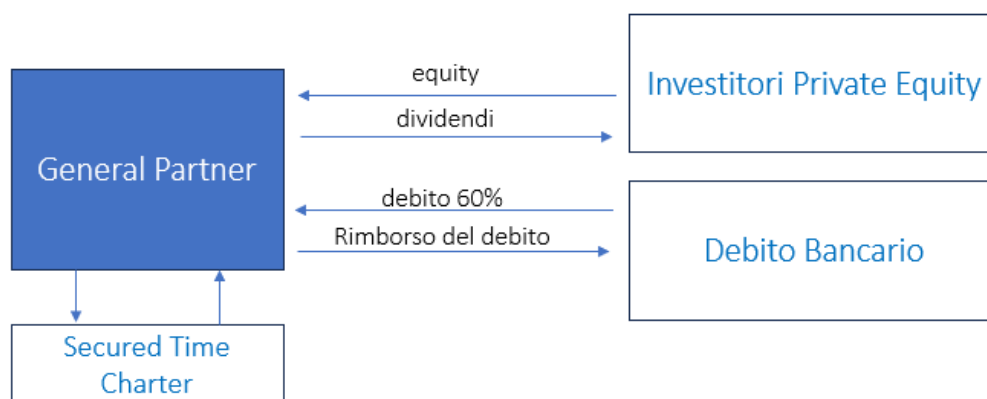 General Partner
equity
dividendi
Investitori Private Equity
debito 60%
Rimborso del debito
Debito Bancario
Secured Time
Charter